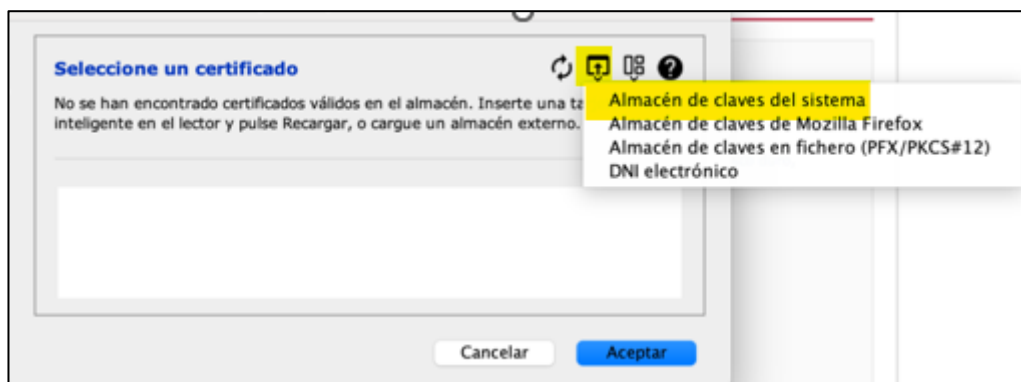 Seleccione un certificado
No se han encontrado certificados válidos en el almacén. Inserte una ta
inteligente en el lector y pulse Recargar, o cargue un almacén externo.
Almacén de claves del sistema
Almacén de claves de Mozilla Firefox
Almacén de claves en fichero (PFX/PKCS#12)
DNI electrónico
Cancelar
Aceptar